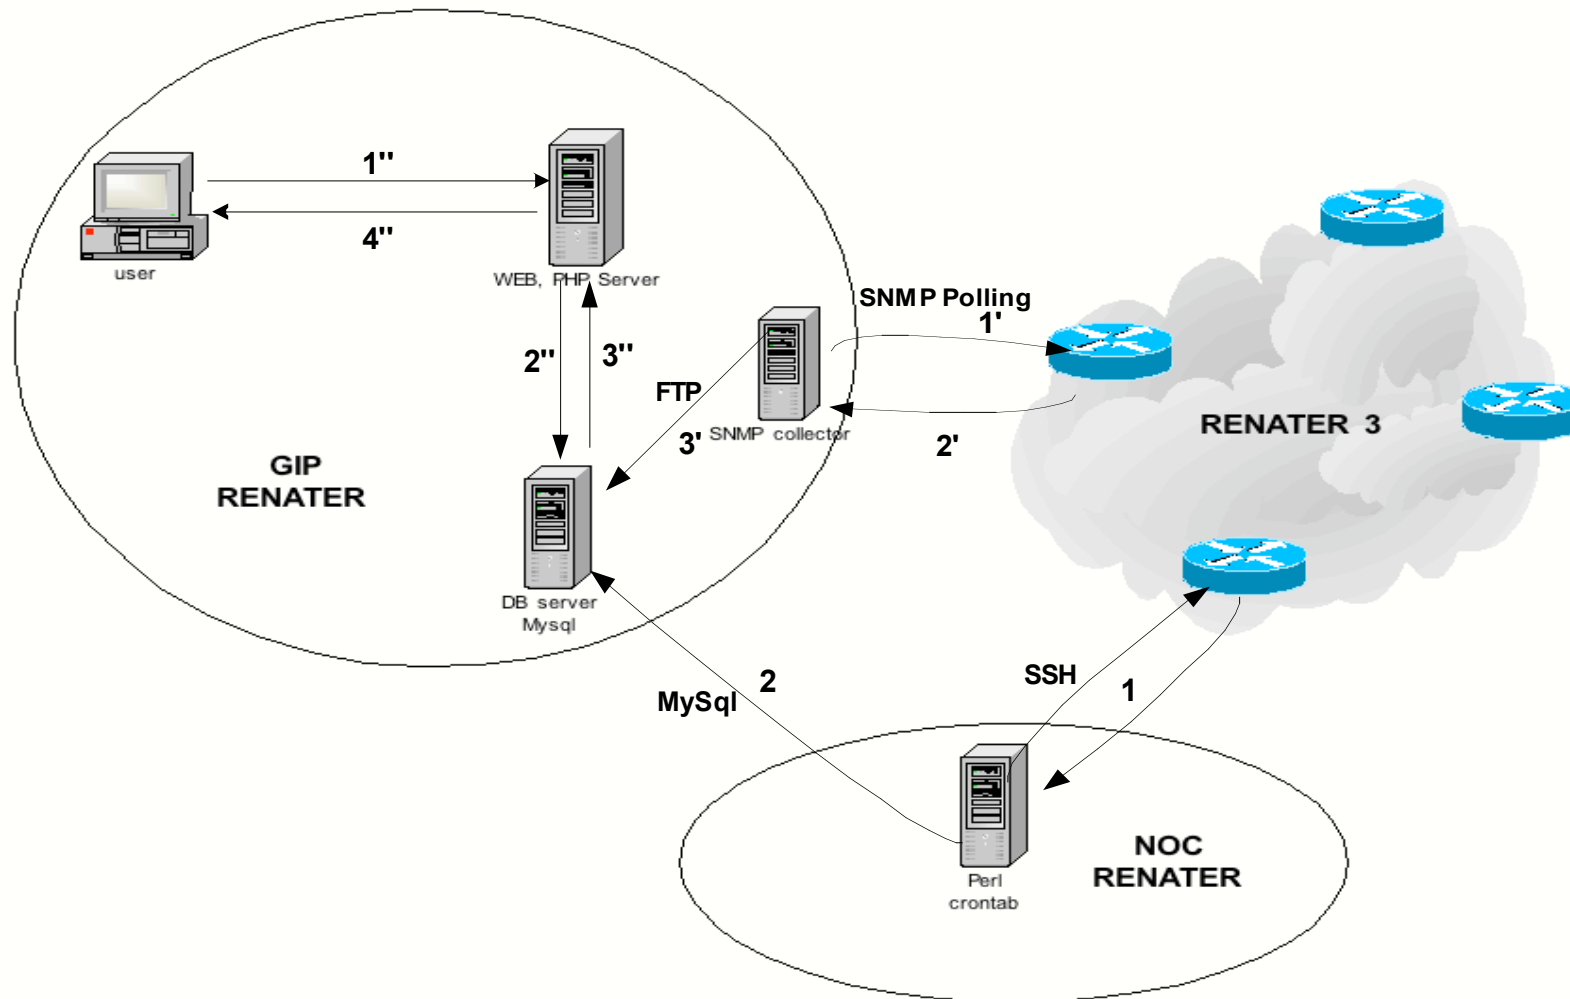 1"
4"
user
WEB, PHP Server
SNMP Polling
1'
2"
3"
FTP
3'
SNMP collector
2'
RENATER 3
GIP
RENATER
DB server
Mysql
2
MySql
SSH
1
NOC
RENATER
Perl
crontab